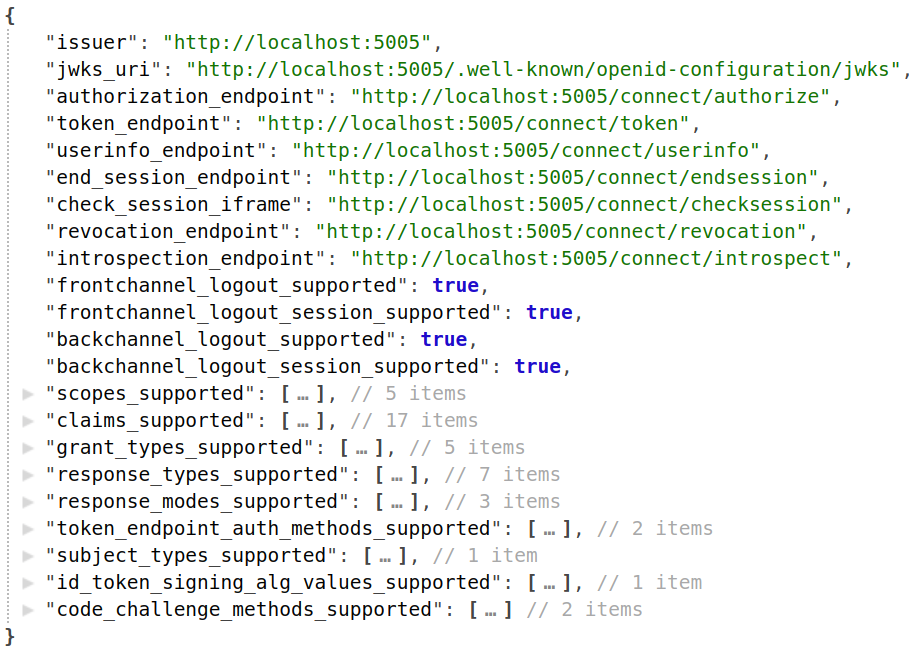 {
"issuer": "http://localhost:5005",
"jwks_uri": "http://localhost:5005/.well-known/openid-configuration/jwks",
"authorization_endpoint": "http://localhost:5005/connect/authorize",
"token_endpoint": "http://localhost:5005/connect/token",
"userinfo_endpoint": "http://localhost:5005/connect/userinfo",
"end_session_endpoint": "http://localhost:5005/connect/endsession",
"check_session_iframe": "http://localhost:5005/connect/checksession",
"revocation_endpoint": "http://localhost:5005/connect/revocation",
"introspection_endpoint": "http://localhost:5005/connect/introspect",
"frontchannel_logout_supported": true,
"frontchannel_logout_session_supported": true,
"backchannel_logout_supported": true,
"backchannel_logout_session_supported": true,
"scopes_supported": [ … ], // 5 items
"claims_supported": [ … ], // 17 items
"grant_types_supported": [ … ], // 5 items
"response_types_supported": [ … ], // 7 items
"response_modes_supported": [ … ], // 3 items
"token_endpoint_auth_methods_supported": [ … ], // 2 items
"subject_types_supported": [ … ], // 1 item
"id_token_signing_alg_values_supported": [ … ], // 1 item
"code_challenge_methods_supported": [ … ] // 2 items
}